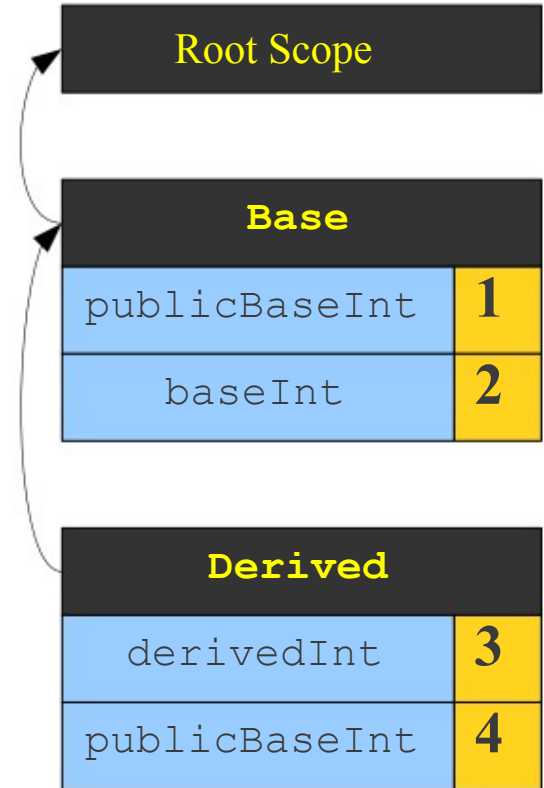 Root Scope
Base
publicBaseInt 1
baseInt 2
Derived
derivedInt 3
publicBaseInt 4